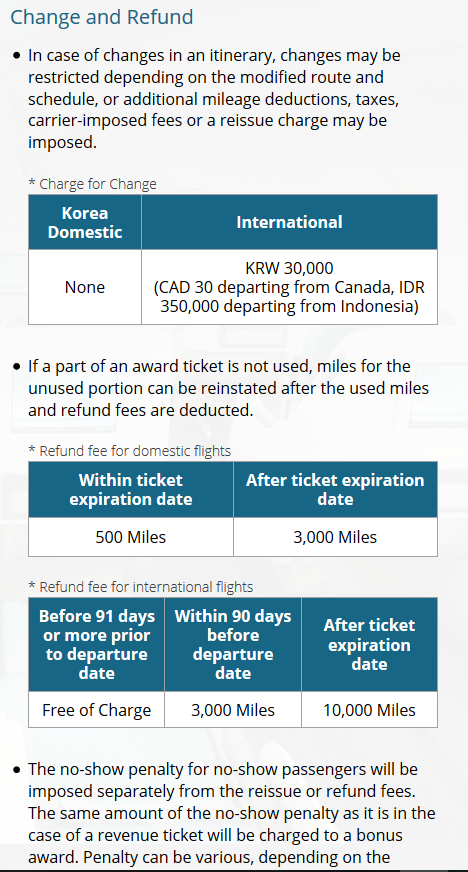 Change and Refund
• In case of changes in an itinerary, changes may be
restricted depending on the modified route and
schedule, or additional mileage deductions, taxes,
carrier-imposed fees or a reissue charge may be
imposed.
* Charge for Change
Korea
Domestic
International
None
KRW 30,000
(CAD 30 departing from Canada, IDR
350,000 departing from Indonesia)
• If a part of an award ticket is not used, miles for the
unused portion can be reinstated after the used miles
and refund fees are deducted.
* Refund fee for domestic flights
Within ticket
expiration date
After ticket expiration
date
500 Miles
3,000 Miles
* Refund fee for international flights
Before 91 days
or more prior
to departure
date
Within 90 days
before
departure
date
After ticket
expiration
date
Free of Charge
3,000 Miles
10,000 Miles
• The no-show penalty for no-show passengers will be
imposed separately from the reissue or refund fees.
The same amount of the no-show penalty as it is in the
case of a revenue ticket will be charged to a bonus
award. Penalty can be various, depending on the